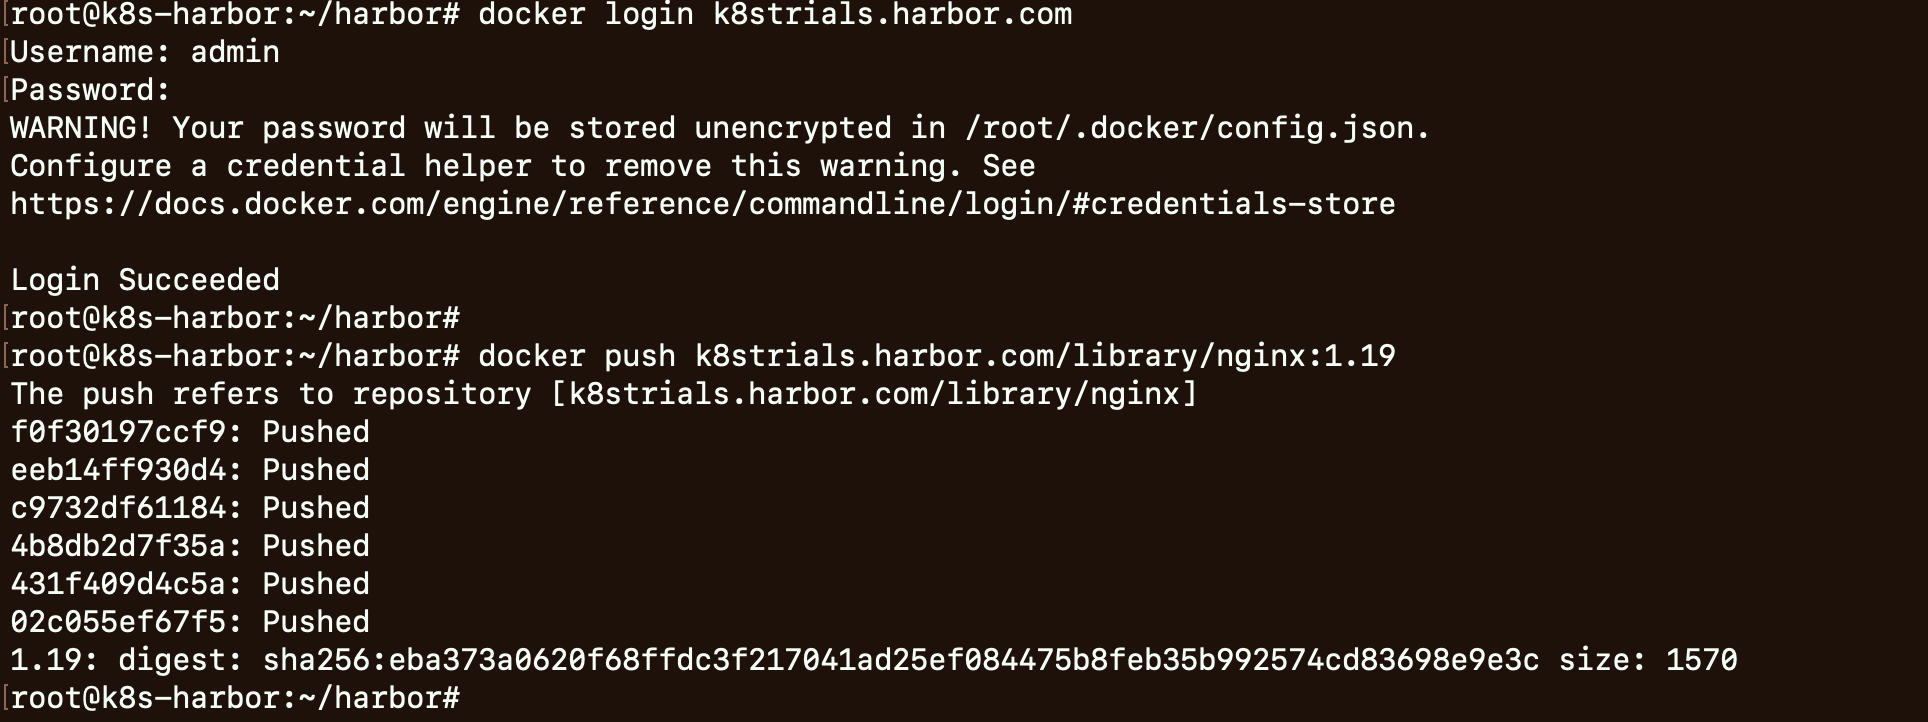 [root@k8s-harbor:~/harbor# docker login k8strials.harbor.com
[Username: admin
[Password:
WARNING! Your password will be stored unencrypted in /root/.docker/config.json.
Configure a credential helper to remove this warning. See
https://docs.docker.com/engine/reference/commandline/login/#credentials-store
Login Succeeded
[root@k8s-harbor:~/harbor#
[root@k8s-harbor:~/harbor# docker push k8strials.harbor.com/library/nginx:1.19
The push refers to repository [k8strials.harbor.com/library/nginx]
f0f30197ccf9: Pushed
eeb14ff930d4: Pushed
c9732df61184: Pushed
4b8db2d7f35a: Pushed
431f409d4c5a: Pushed
02c055ef67f5: Pushed
1.19: digest: sha256:eba373a0620f68ffdc3f217041ad25ef084475b8feb35b992574cd83698e9e3c size: 1570
[root@k8s-harbor:~/harbor#